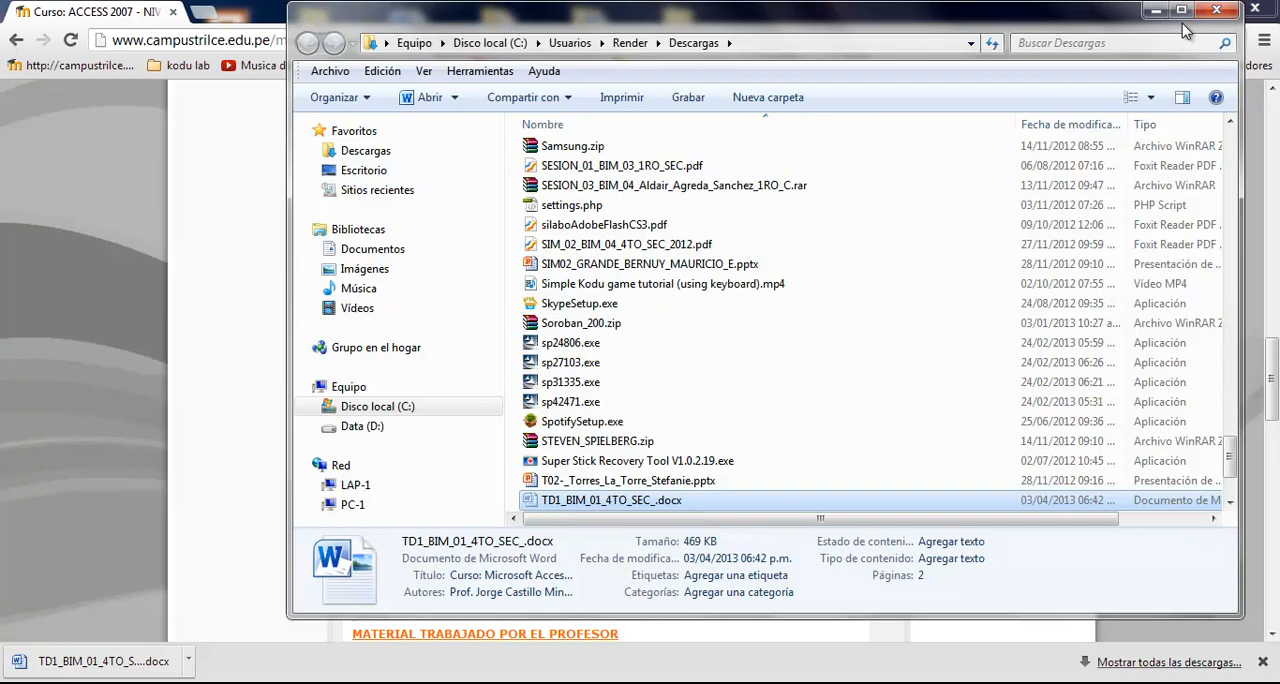 Curso: ACCESS 2007 - NIV
www.campustrilce.edu.pe/m
http://campustrilce....
kodu lab
Musica d
dores
Equipo
Disco local (C:)
Usuarios
Render
Descargas
Buscar Descargas
Archivo
Edición
Ver
Herramientas
Ayuda
Organizar
Abrir
Compartir con
Imprimir
Grabar
Nueva carpeta
Favoritos
Descargas
Escritorio
Sitios recientes
Bibliotecas
Documentos
Imágenes
Música
Vídeos
Grupo en el hogar
Equipo
Disco local (C:)
Data (D:)
Red
LAP-1
PC-1
Nombre Fecha de modifica... Tipo
Samsung.zip 14/11/2012 08:55 ... Archivo WinRAR Z
SESION_01_BIM_03_1RO_SEC.pdf 06/08/2012 07:16 ... Foxit Reader PDF
SESION_03_BIM_04_Aldair_Agreda_Sanchez_1RO_C.rar 13/11/2012 09:47 ... Archivo WinRAR
settings.php 03/11/2012 07:26 ... PHP Script
silaboAdobeFlashCS3.pdf 09/10/2012 12:06 ... Foxit Reader PDF
SIM_02_BIM_04_4TO_SEC_2012.pdf 27/11/2012 09:59 ... Foxit Reader PDF
SIM02_GRANDE_BERNUY_MAURICIO_E.pptx 28/11/2012 09:10 ... Presentación de ...
Simple Kodu game tutorial (using keyboard).mp4 02/10/2012 07:55 ... Vídeo MP4
SkypeSetup.exe 24/08/2012 09:35 ... Aplicación
Soroban_200.zip 03/01/2013 10:27 a... Archivo WinRAR Z
sp24806.exe 24/02/2013 05:59 ... Aplicación
sp27103.exe 24/02/2013 06:26 ... Aplicación
sp31335.exe 24/02/2013 06:21 ... Aplicación
sp42471.exe 24/02/2013 05:31 ... Aplicación
SpotifySetup.exe 25/06/2012 09:36 ... Aplicación
STEVEN_SPIELBERG.zip 14/11/2012 09:10 ... Archivo WinRAR Z
Super Stick Recovery Tool V1.0.2.19.exe 02/07/2012 10:45 ... Aplicación
T02-_Torres_La_Torre_Stefanie.pptx 28/11/2012 09:16 ... Presentación de ...
TD1_BIM_01_4TO_SEC_.docx 03/04/2013 06:42 ... Documento de M
TD1_BIM_01_4TO_SEC_.docx Tamaño: 469 KB Estado de conteni... Agregar texto
Documento de Microsoft Word Fecha de modifica... 03/04/2013 06:42 p.m. Tipo de contenido: Agregar texto
Título: Curso: Microsoft Acces... Etiquetas: Agregar una etiqueta Páginas: 2
Autores: Prof. Jorge Castillo Min... Categorías: Agregar una categoría
MATERIAL TRABAJADO POR EL PROFESOR
TD1_BIM_01_4TO_S....docx
Mostrar todas las descargas...